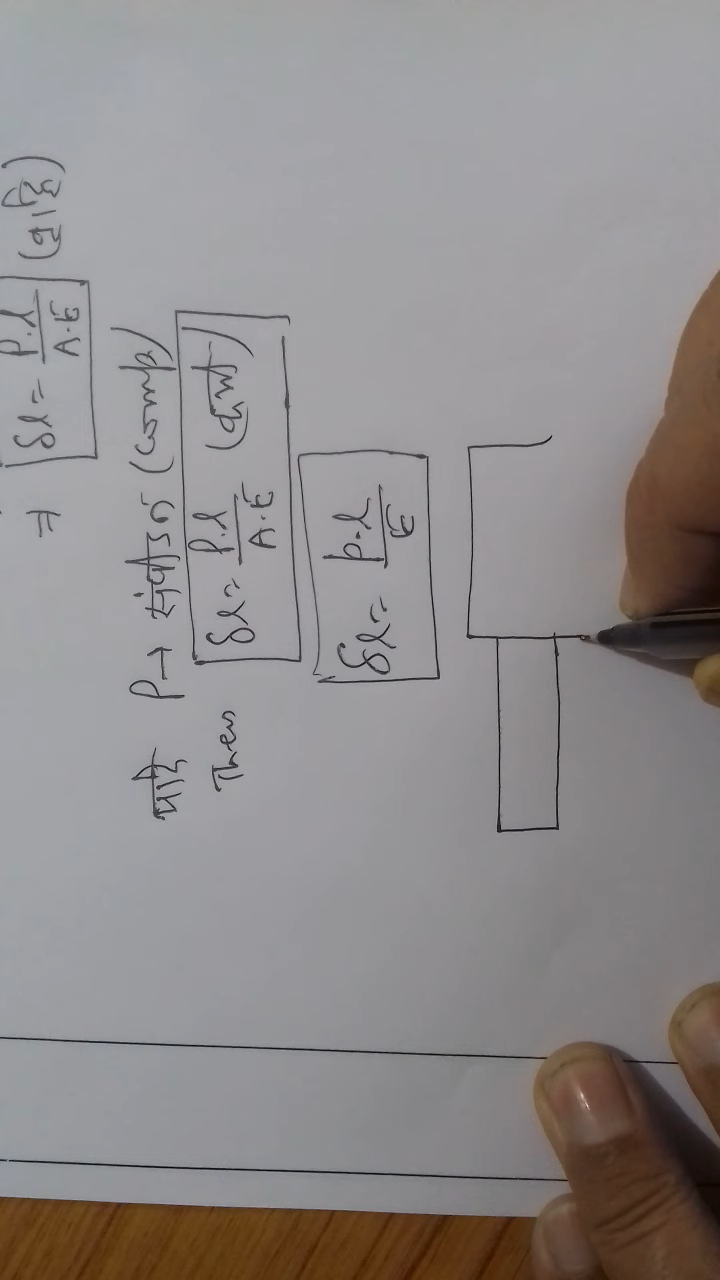 ⇒ δl = P.l / A.E (वृद्धि)
यदि P → संपीडन (comp)
Then δl = P.l / A.E (कमी)
δl = p.l / E